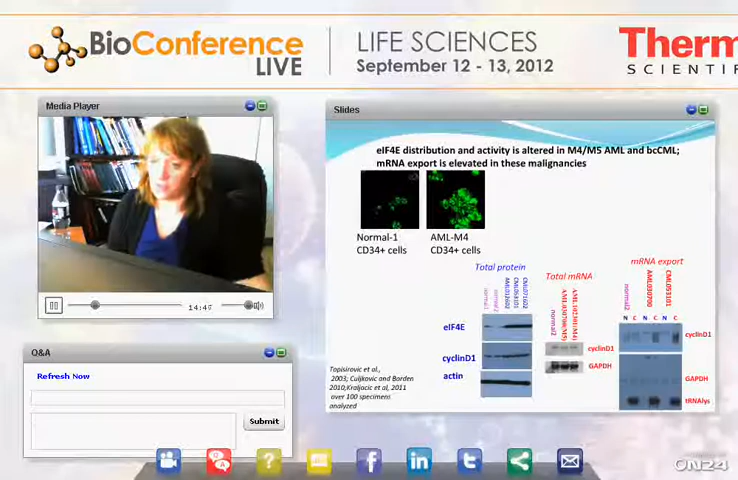 BioConference
LIVE
LIFE SCIENCES
September 12 - 13, 2012
Therm
SCIENTIF
Media Player
14:47
Q&A
Refresh Now
Submit
Slides
eIF4E distribution and activity is altered in M4/M5 AML and bcCML;
mRNA export is elevated in these malignancies
Normal-1
CD34+ cells
AML-M4
CD34+ cells
Total protein
eIF4E
cyclinD1
actin
Total mRNA
normal2
cyclinD1
GAPDH
mRNA export
normal2
AML030700
CML053101
N C N C N C
cyclinD1
GAPDH
tRNAlys
Topisirovic et al.,
2003; Culjkovic and Borden
2010;Kraljacic et al, 2011
over 100 specimens
analyzed
ON24